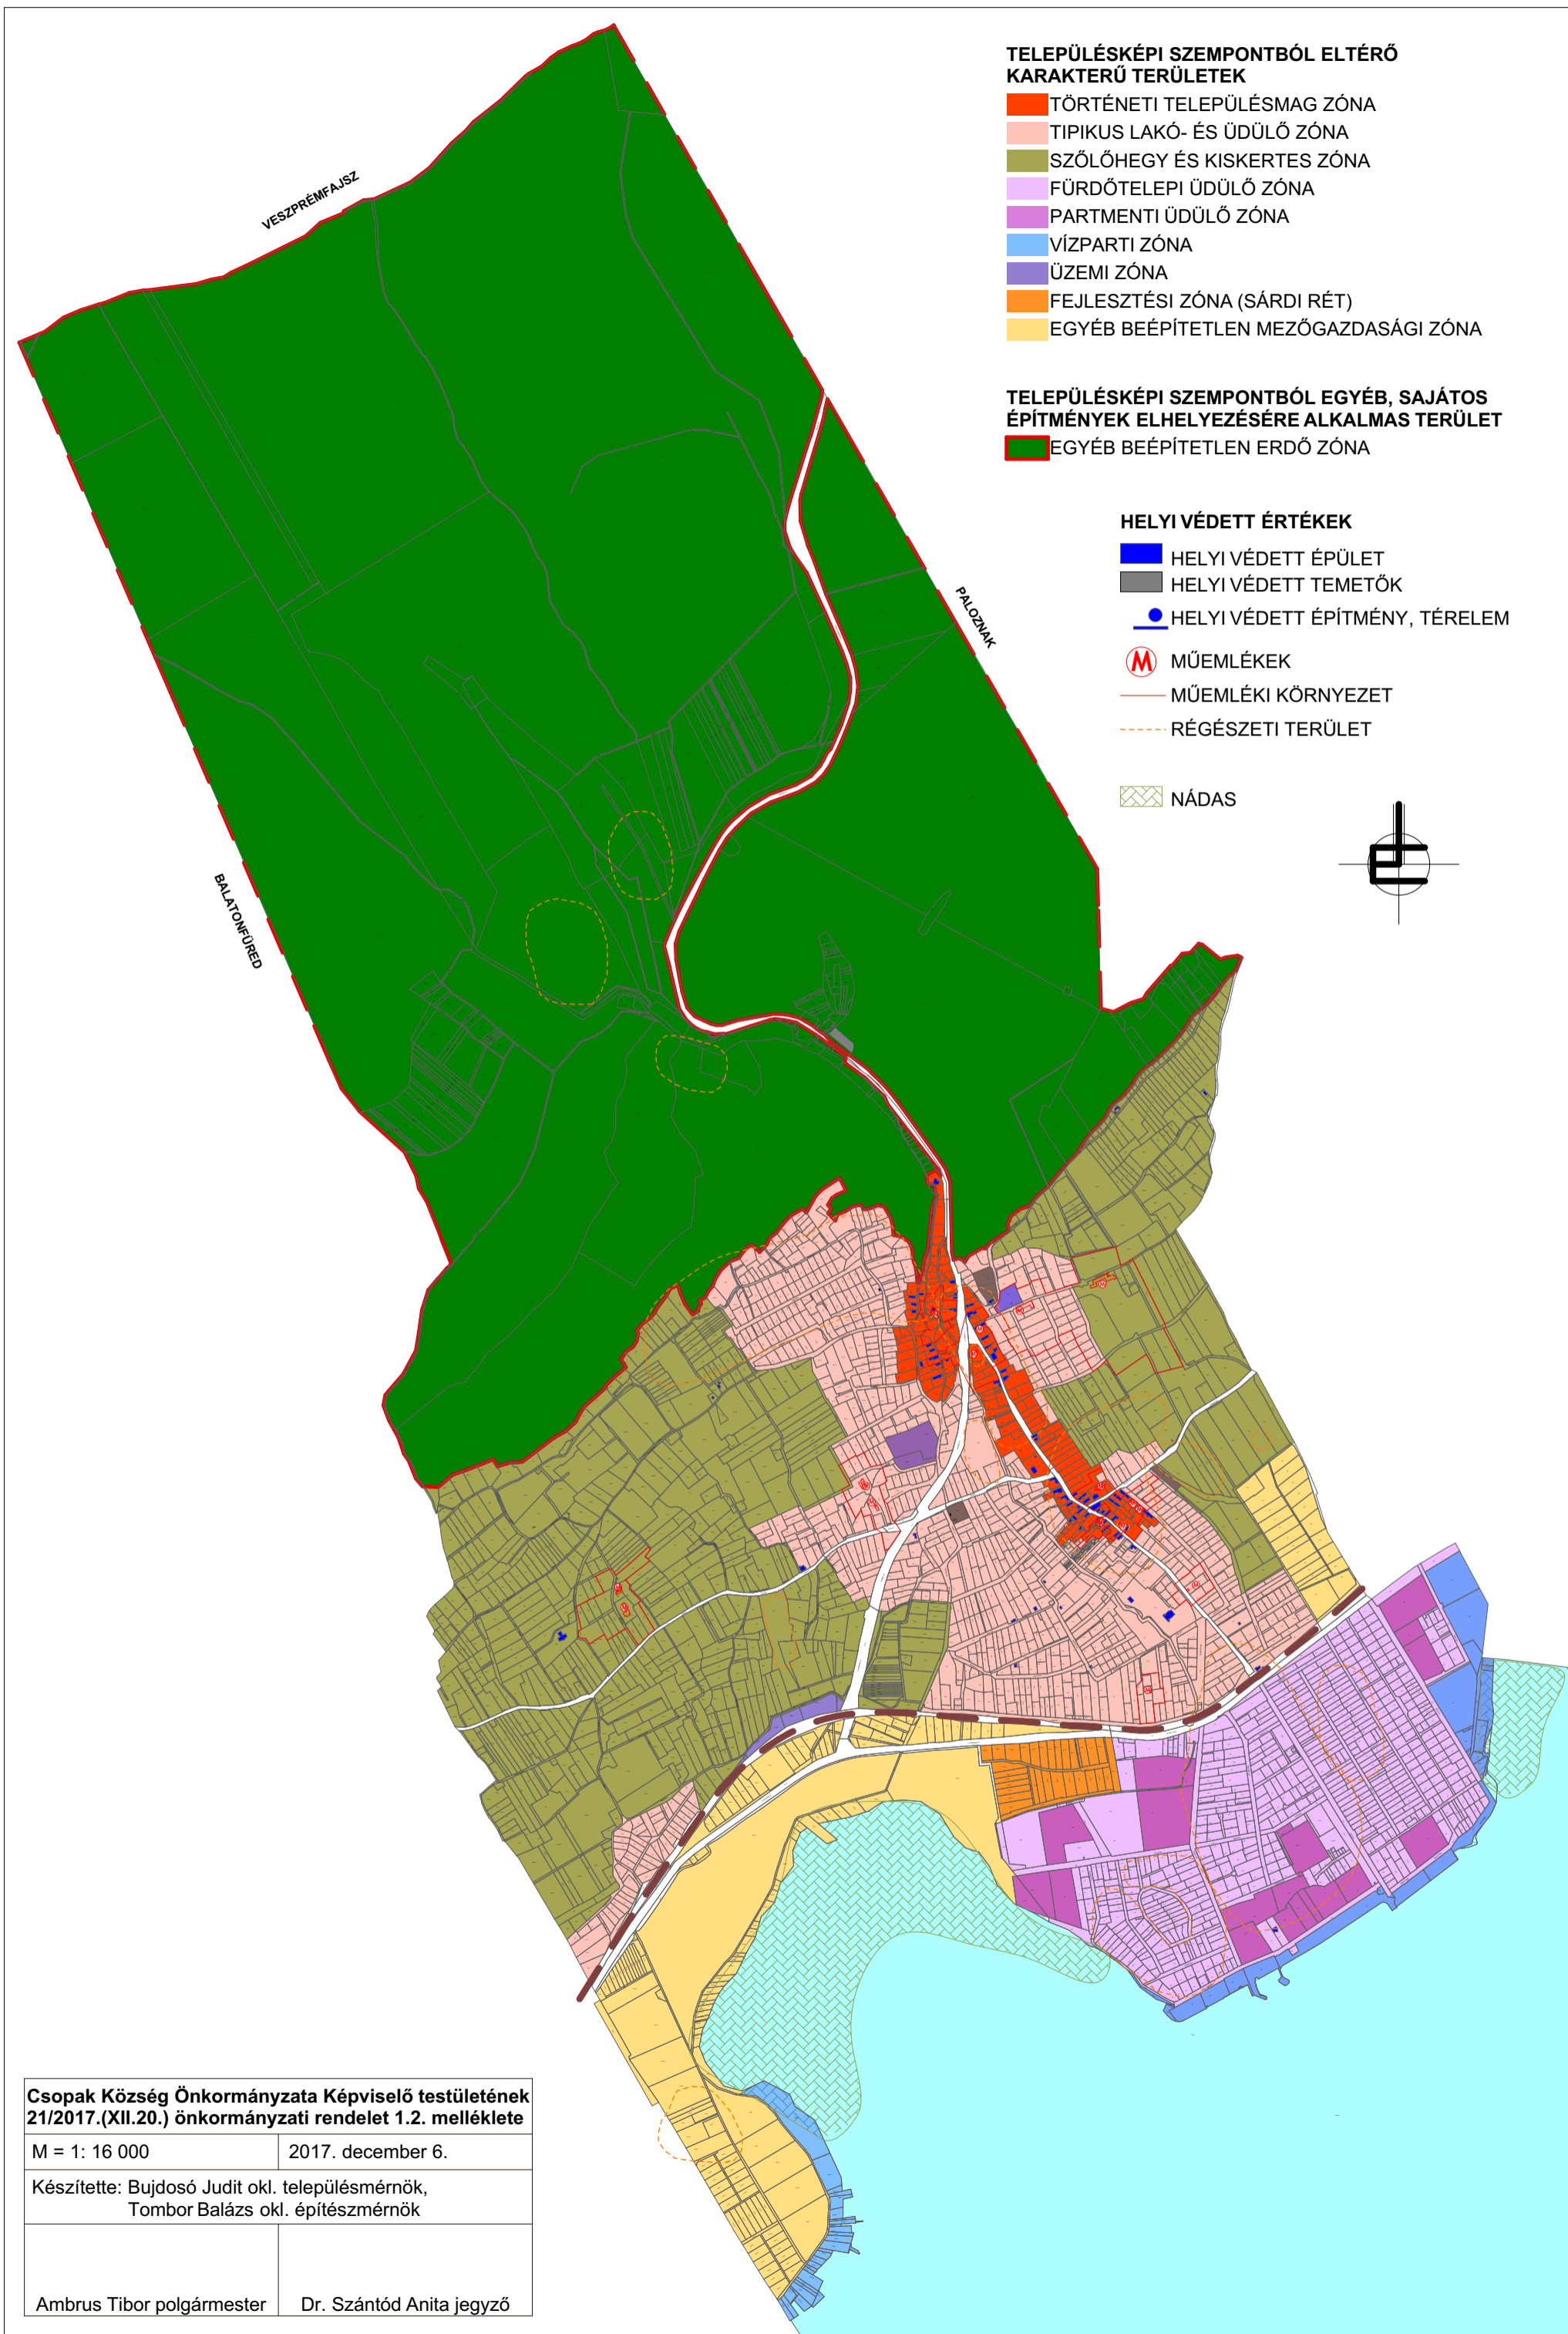 TELEPÜLÉSKÉPI SZEMPONTBÓL ELTÉRŐ
KARAKTERŰ TERÜLETEK
TÖRTÉNETI TELEPÜLÉSMAG ZÓNA
TIPIKUS LAKÓ- ÉS ÜDÜLŐ ZÓNA
SZŐLŐHEGY ÉS KISKERTES ZÓNA
FÜRDŐTELEPI ÜDÜLŐ ZÓNA
PARTMENTI ÜDÜLŐ ZÓNA
VÍZPARTI ZÓNA
ÜZEMI ZÓNA
FEJLESZTÉSI ZÓNA (SÁRDI RÉT)
EGYÉB BEÉPÍTETLEN MEZŐGAZDASÁGI ZÓNA
TELEPÜLÉSKÉPI SZEMPONTBÓL EGYÉB, SAJÁTOS
ÉPÍTMÉNYEK ELHELYEZÉSÉRE ALKALMAS TERÜLET
EGYÉB BEÉPÍTETLEN ERDŐ ZÓNA
HELYI VÉDETT ÉRTÉKEK
HELYI VÉDETT ÉPÜLET
HELYI VÉDETT TEMETŐK
HELYI VÉDETT ÉPÍTMÉNY, TÉRELEM
M MŰEMLÉKEK
MŰEMLÉKI KÖRNYEZET
RÉGÉSZETI TERÜLET
NÁDAS
VESZPRÉMFAJSZ
PALOZNAK
BALATONFÜRED
Csopak Község Önkormányzata Képviselő testületének
21/2017.(XII.20.) önkormányzati rendelet 1.2. melléklete
M = 1: 16 000
2017. december 6.
Készítette: Bujdosó Judit okl. településmérnök,
Tombor Balázs okl. építészmérnök
Ambrus Tibor polgármester
Dr. Szántód Anita jegyző